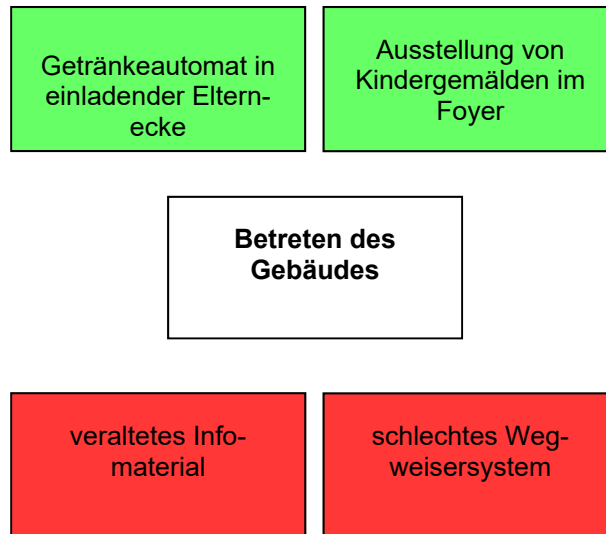 Getränkeautomat in
einladender Eltern-
ecke
Ausstellung von
Kindergemälden im
Foyer
Betreten des
Gebäudes
veraltetes Info-
material
schlechtes Weg-
weisersystem